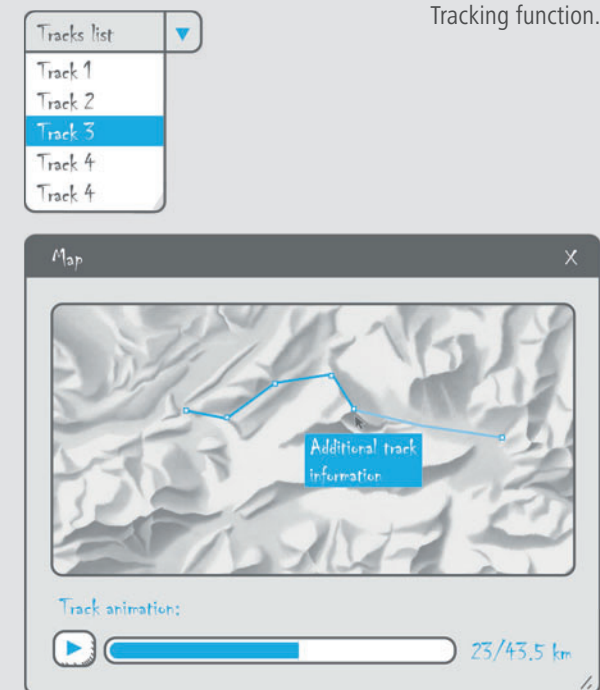 Tracking function.
Tracks list
Track 1
Track 2
Track 3
Track 4
Track 4
Map X
Additional track
information
Track animation:
23/43.5 km